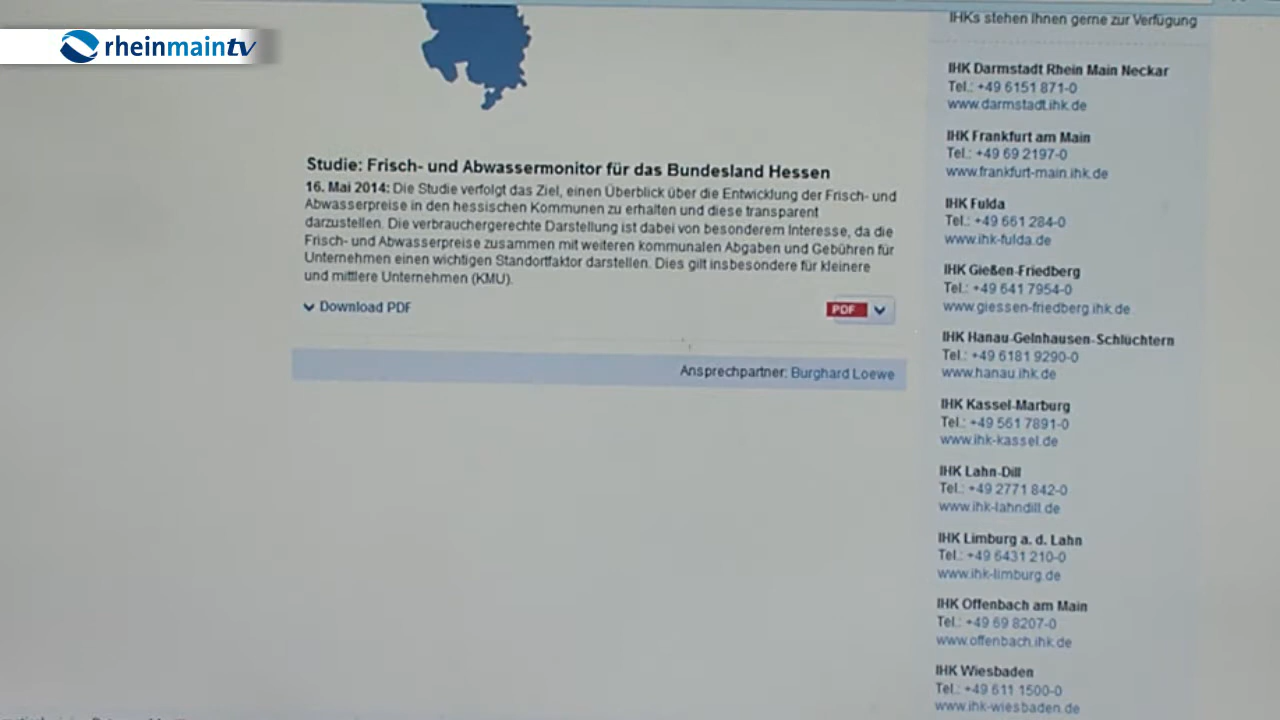 rheinmaintv
Studie: Frisch- und Abwassermonitor für das Bundesland Hessen
16. Mai 2014: Die Studie verfolgt das Ziel, einen Überblick über die Entwicklung der Frisch- und
Abwasserpreise in den hessischen Kommunen zu erhalten und diese transparent
darzustellen. Die verbrauchergerechte Darstellung ist dabei von besonderem Interesse, da die
Frisch- und Abwasserpreise zusammen mit weiteren kommunalen Abgaben und Gebühren für
Unternehmen einen wichtigen Standortfaktor darstellen. Dies gilt insbesondere für kleinere
und mittlere Unternehmen (KMU).
Download PDF
PDF
Ansprechpartner: Burghard Loewe
IHKs stehen Ihnen gerne zur Verfügung
IHK Darmstadt Rhein Main Neckar
Tel.: +49 6151 871-0
www.darmstadt.ihk.de
IHK Frankfurt am Main
Tel.: +49 69 2197-0
www.frankfurt-main.ihk.de
IHK Fulda
Tel.: +49 661 284-0
www.ihk-fulda.de
IHK Gießen-Friedberg
Tel.: +49 641 7954-0
www.giessen-friedberg.ihk.de
IHK Hanau-Gelnhausen-Schlüchtern
Tel.: +49 6181 9290-0
www.hanau.ihk.de
IHK Kassel-Marburg
Tel.: +49 561 7891-0
www.ihk-kassel.de
IHK Lahn-Dill
Tel.: +49 2771 842-0
www.ihk-lahndill.de
IHK Limburg a. d. Lahn
Tel.: +49 6431 210-0
www.ihk-limburg.de
IHK Offenbach am Main
Tel.: +49 69 8207-0
www.offenbach.ihk.de
IHK Wiesbaden
Tel.: +49 611 1500-0
www.ihk-wiesbaden.de